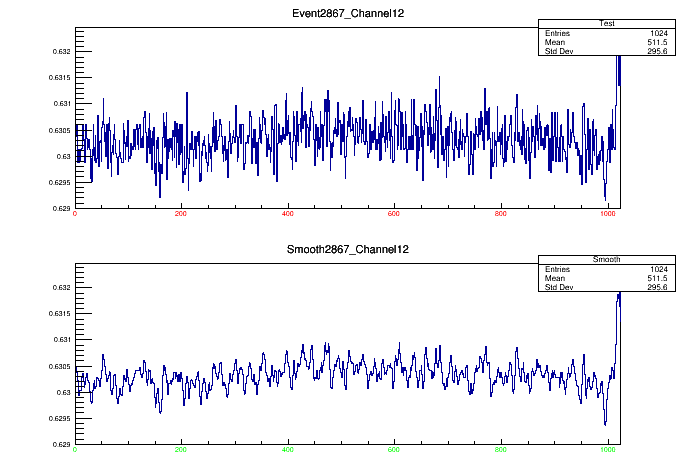 Event2867_Channel12
Test
Entries 1024
Mean 511.5
Std Dev 295.6
0.632
0.6315
0.631
0.6305
0.63
0.6295
0.629
0 200 400 600 800 1000
Smooth2867_Channel12
Smooth
Entries 1024
Mean 511.5
Std Dev 295.6
0.632
0.6315
0.631
0.6305
0.63
0.6295
0.629
0 200 400 600 800 1000